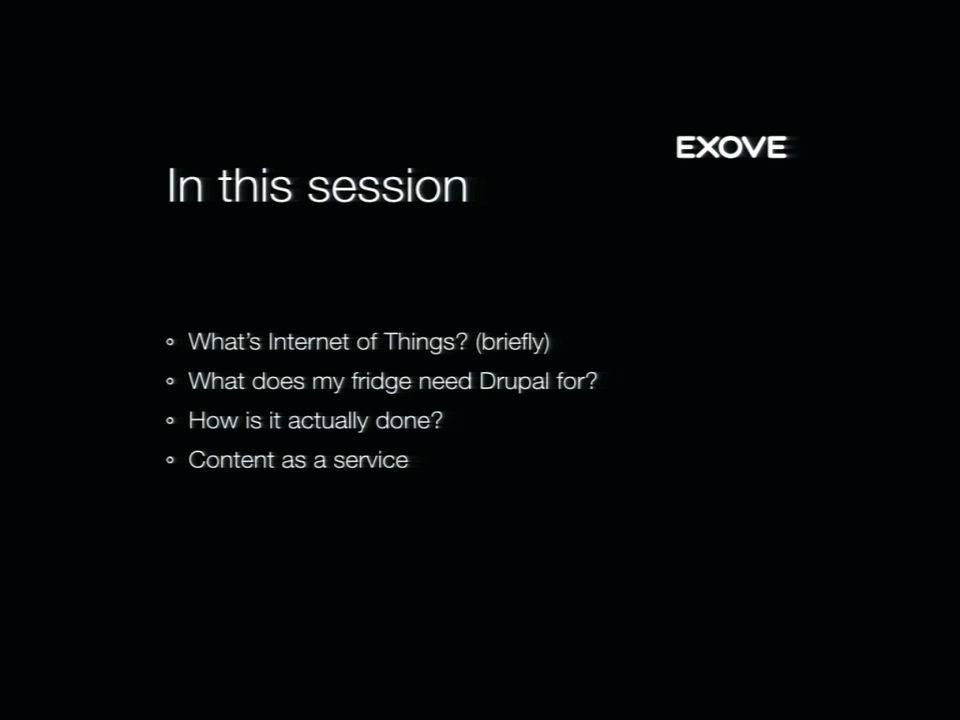 EXOVE
In this session
What's Internet of Things? (briefly)
What does my fridge need Drupal for?
How is it actually done?
Content as a service